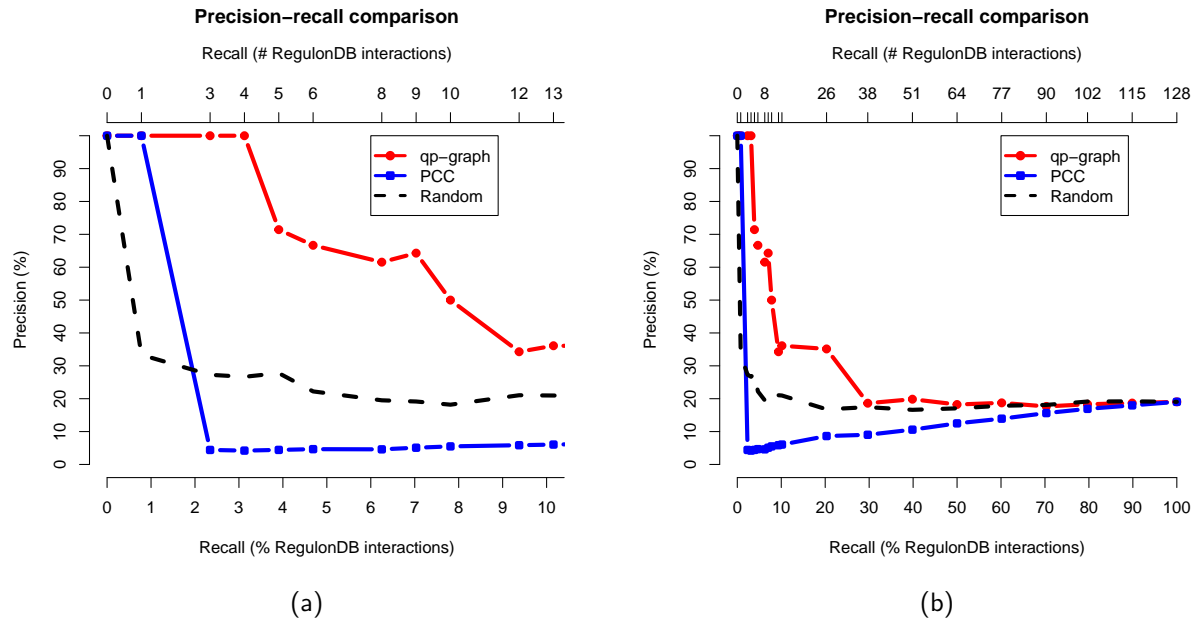 Precision−recall comparison
Recall (# RegulonDB interactions)
0 1 3 4 5 6 8 9 10 12 13
Precision (%)
0 10 20 30 40 50 60 70 80 90
qp−graph
PCC
Random
0 1 2 3 4 5 6 7 8 9 10
Recall (% RegulonDB interactions)
(a)
Precision−recall comparison
Recall (# RegulonDB interactions)
0 8 26 38 51 64 77 90 102 115 128
Precision (%)
0 10 20 30 40 50 60 70 80 90
qp−graph
PCC
Random
0 10 20 30 40 50 60 70 80 90 100
Recall (% RegulonDB interactions)
(b)